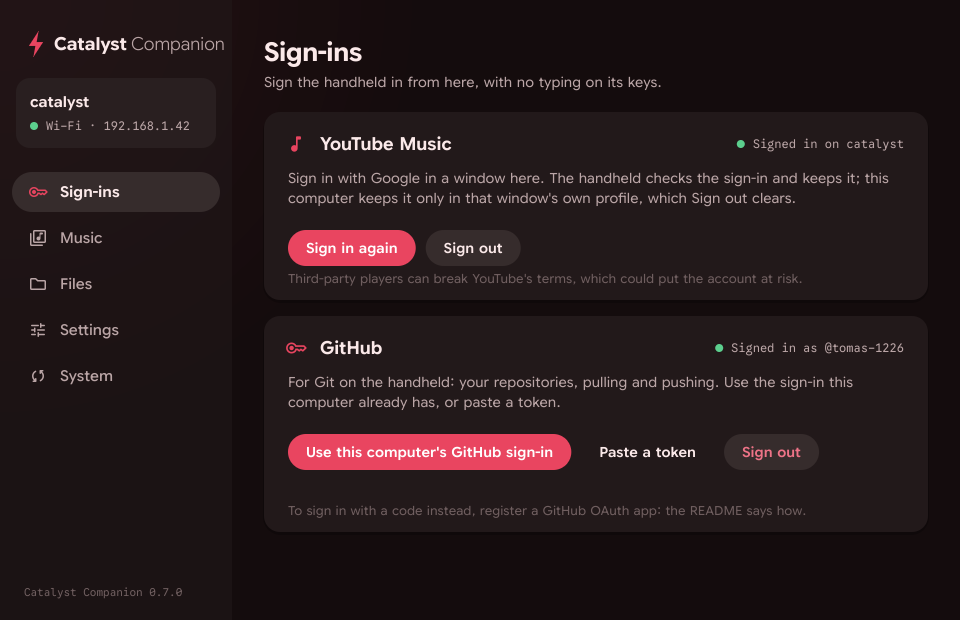 Catalyst Companion
catalyst
Wi-Fi · 192.168.1.42
Sign-ins
Music
Files
Settings
System
Catalyst Companion 0.7.0
Sign-ins
Sign the handheld in from here, with no typing on its keys.
YouTube Music
Signed in on catalyst
Sign in with Google in a window here. The handheld checks the sign-in and keeps it; this
computer keeps it only in that window's own profile, which Sign out clears.
Sign in again
Sign out
Third-party players can break YouTube's terms, which could put the account at risk.
GitHub
Signed in as @tomas-1226
For Git on the handheld: your repositories, pulling and pushing. Use the sign-in this
computer already has, or paste a token.
Use this computer's GitHub sign-in
Paste a token
Sign out
To sign in with a code instead, register a GitHub OAuth app: the README says how.